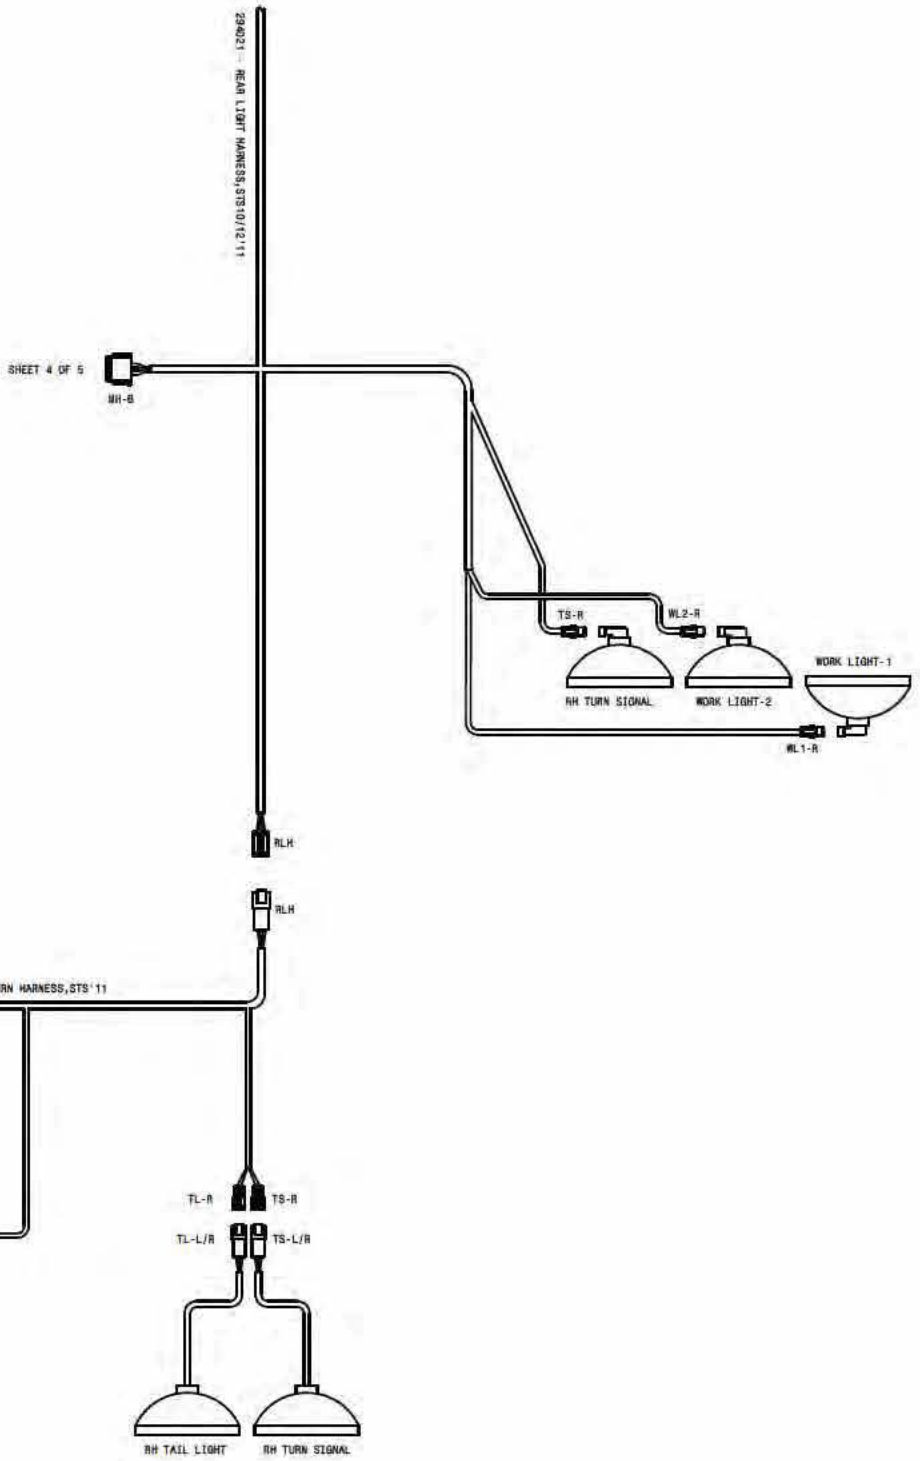 294021 - REAR LIGHT HARNESS,STS10/12'11
SHEET 4 OF 5
WH-6
TS-R
WL2-R
WORK LIGHT-1
RH TURN SIGNAL
WORK LIGHT-2
WL1-R
RLH
RLH
RN HARNESS,STS'11
TL-R
TS-R
TL-L/R
TS-L/R
RH TAIL LIGHT
RH TURN SIGNAL